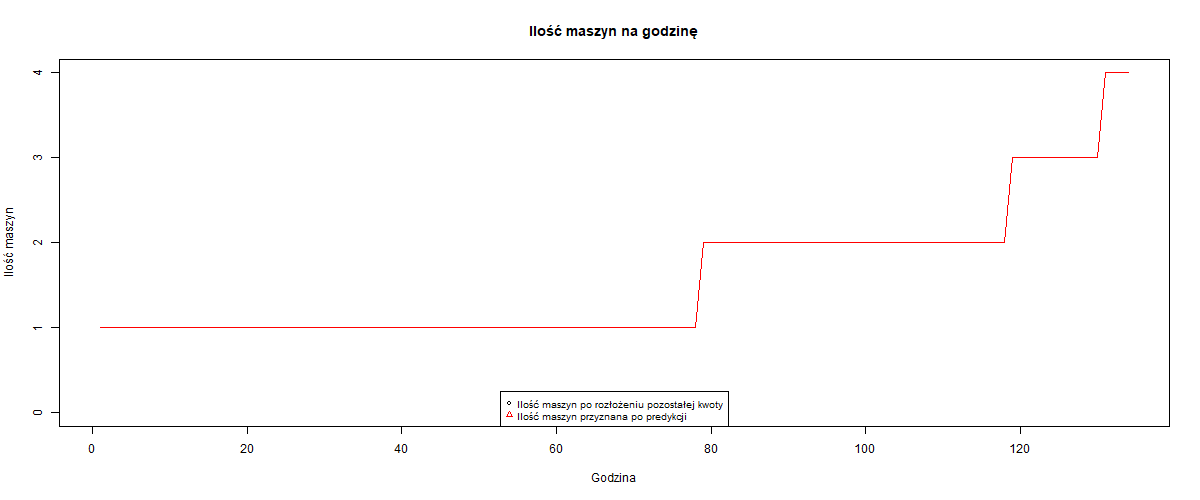 Ilość maszyn na godzinę
4
3
2
1
0
Ilość maszyn
Ilość maszyn po rozłożeniu pozostałej kwoty
Ilość maszyn przyznana po predykcji
0 20 40 60 80 100 120
Godzina